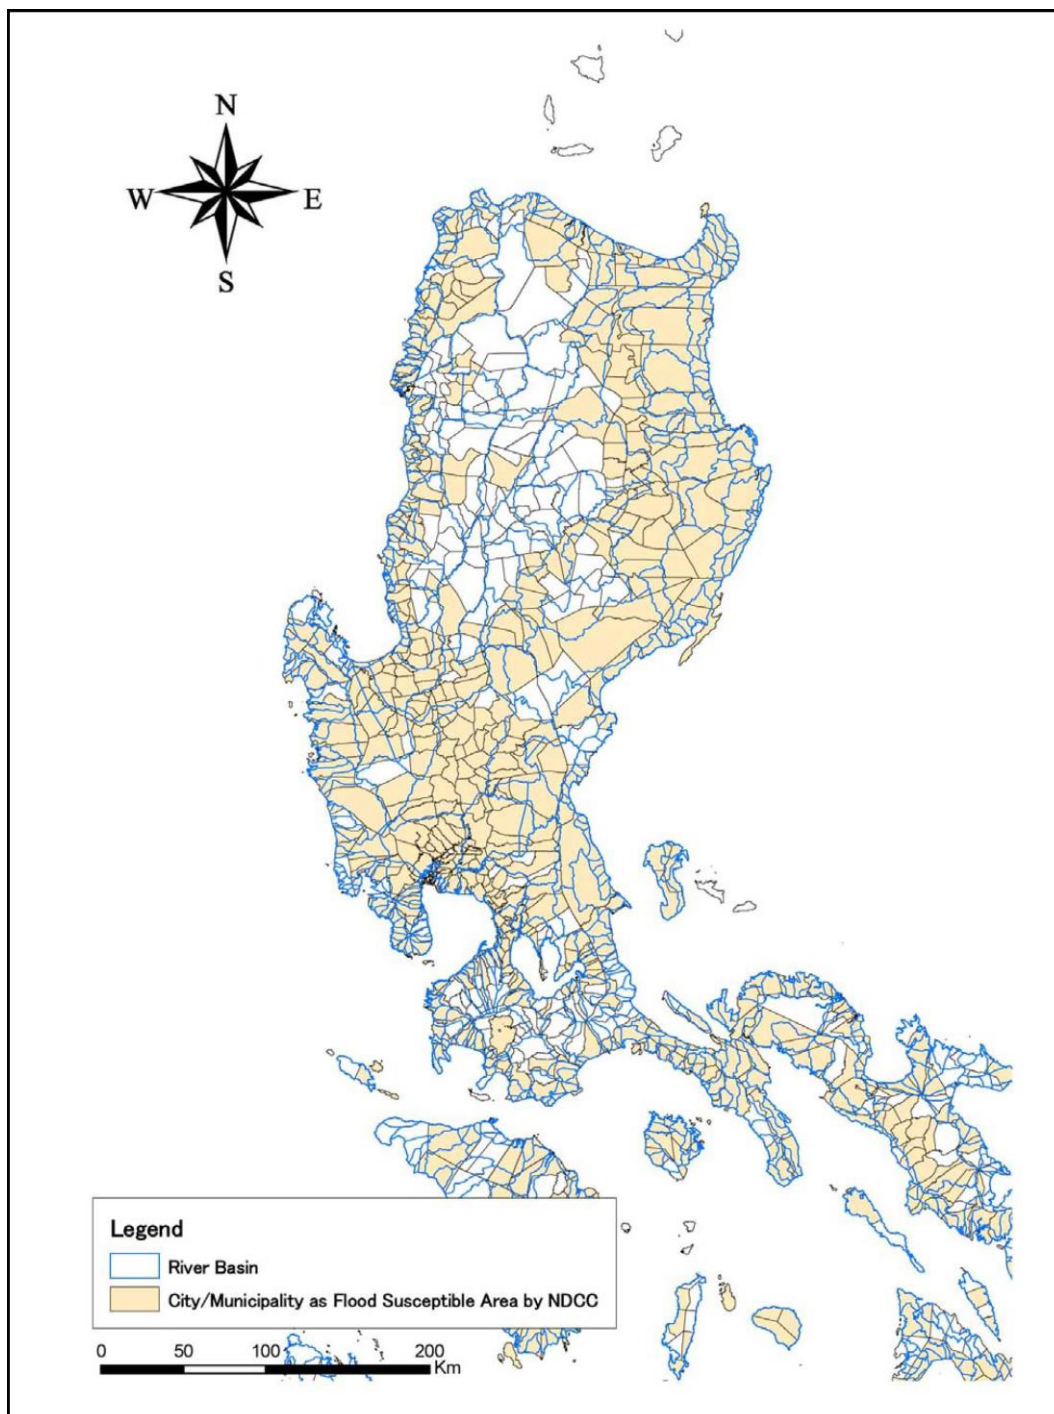 N
W E
S
Legend
River Basin
City/Municipality as Flood Susceptible Area by NDCC
0 50 100 200
Km